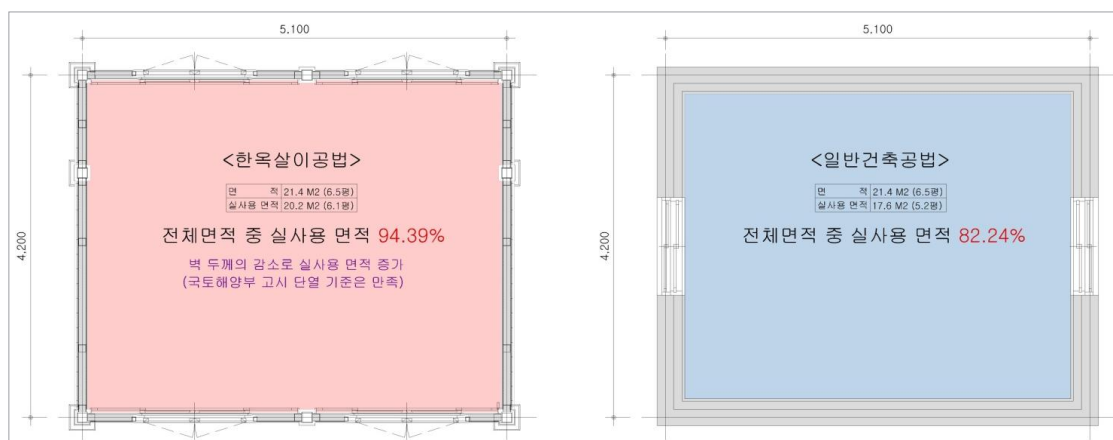 5.100
4.200
<한옥살이공법>
면 적 21.4 M2 (6.5평)
실사용 면적 20.2 M2 (6.1평)
전체면적 중 실사용 면적 94.39%
벽 두께의 감소로 실사용 면적 증가
(국토해양부 고시 단열 기준은 만족)
5.100
4.200
<일반건축공법>
면 적 21.4 M2 (6.5평)
실사용 면적 17.6 M2 (5.2평)
전체면적 중 실사용 면적 82.24%